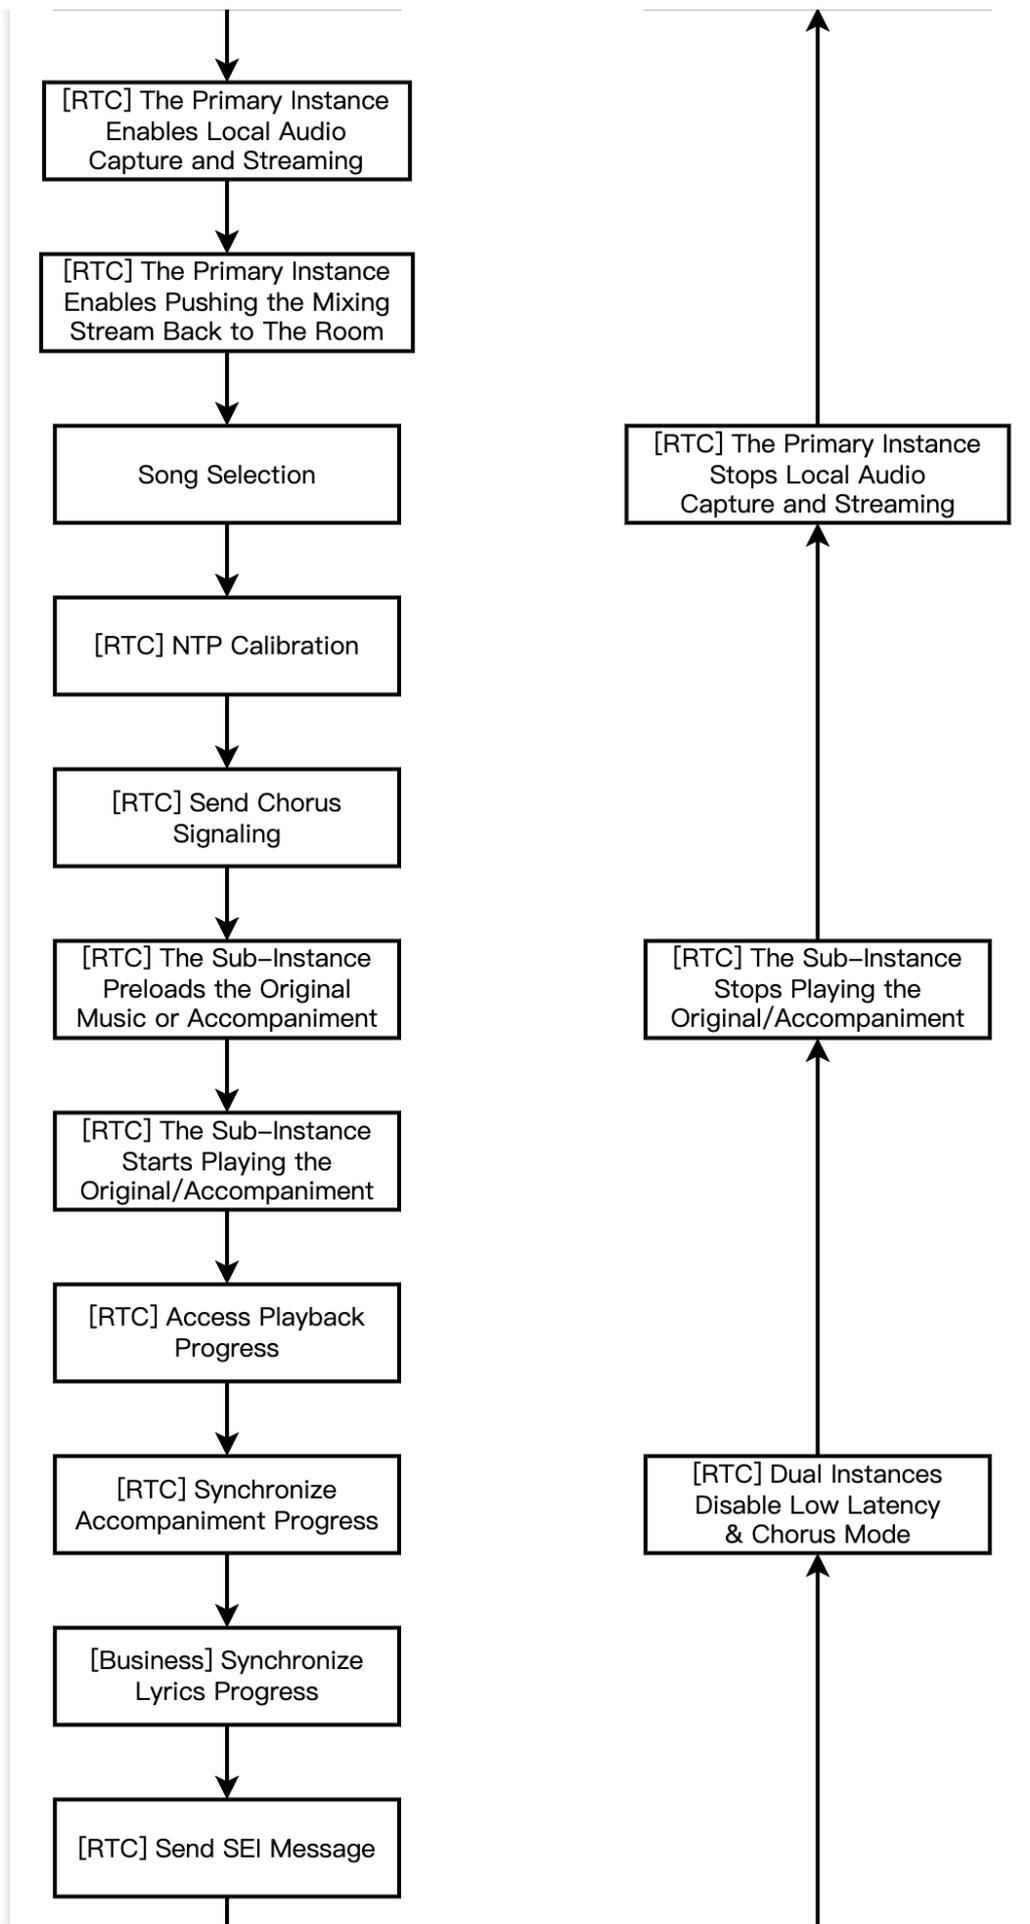 [RTC] The Primary Instance
Enables Local Audio
Capture and Streaming
[RTC] The Primary Instance
Enables Pushing the Mixing
Stream Back to The Room
Song Selection
[RTC] NTP Calibration
[RTC] Send Chorus
Signaling
[RTC] The Sub–Instance
Preloads the Original
Music or Accompaniment
[RTC] The Sub–Instance
Starts Playing the
Original/Accompaniment
[RTC] Access Playback
Progress
[RTC] Synchronize
Accompaniment Progress
[Business] Synchronize
Lyrics Progress
[RTC] Send SEI Message
[RTC] The Primary Instance
Stops Local Audio
Capture and Streaming
[RTC] The Sub–Instance
Stops Playing the
Original/Accompaniment
[RTC] Dual Instances
Disable Low Latency
& Chorus Mode